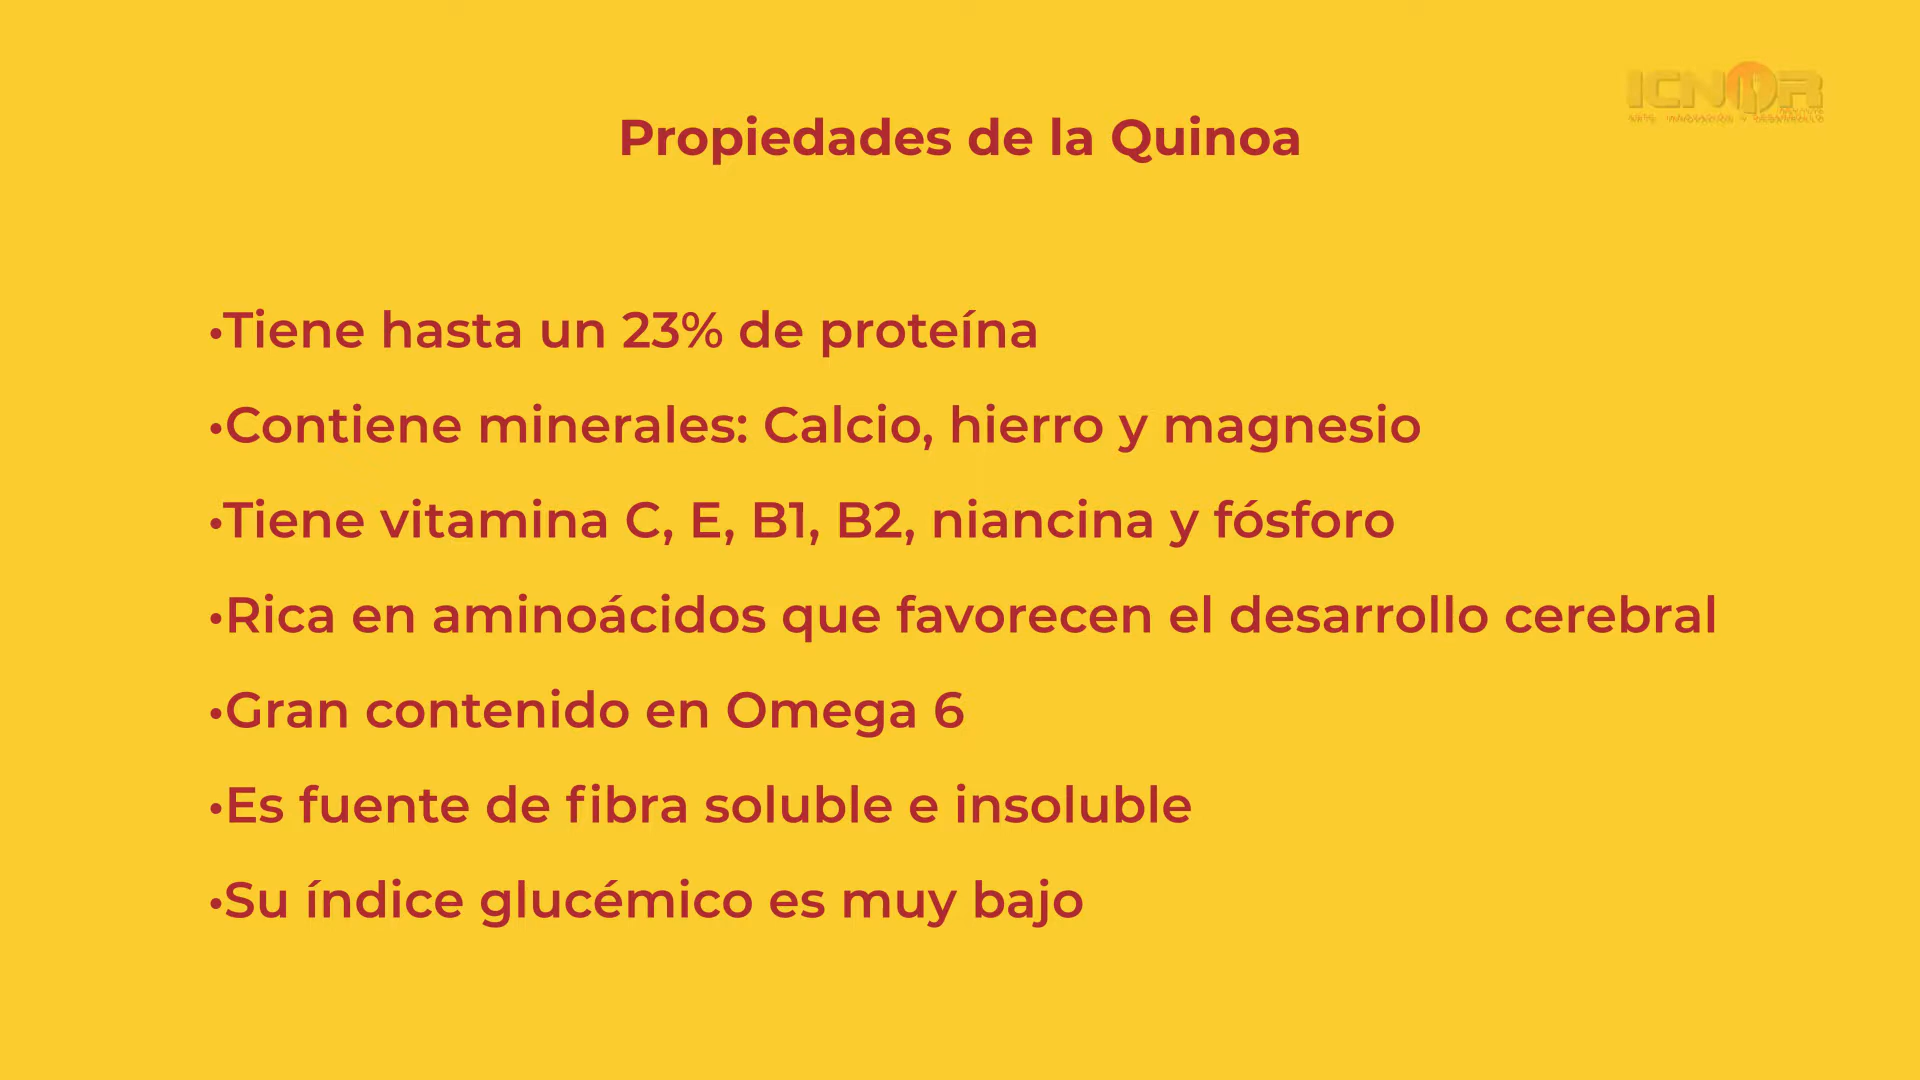 ICNOR
Propiedades de la Quinoa
•Tiene hasta un 23% de proteína
•Contiene minerales: Calcio, hierro y magnesio
•Tiene vitamina C, E, B1, B2, niancina y fósforo
•Rica en aminoácidos que favorecen el desarrollo cerebral
•Gran contenido en Omega 6
•Es fuente de fibra soluble e insoluble
•Su índice glucémico es muy bajo